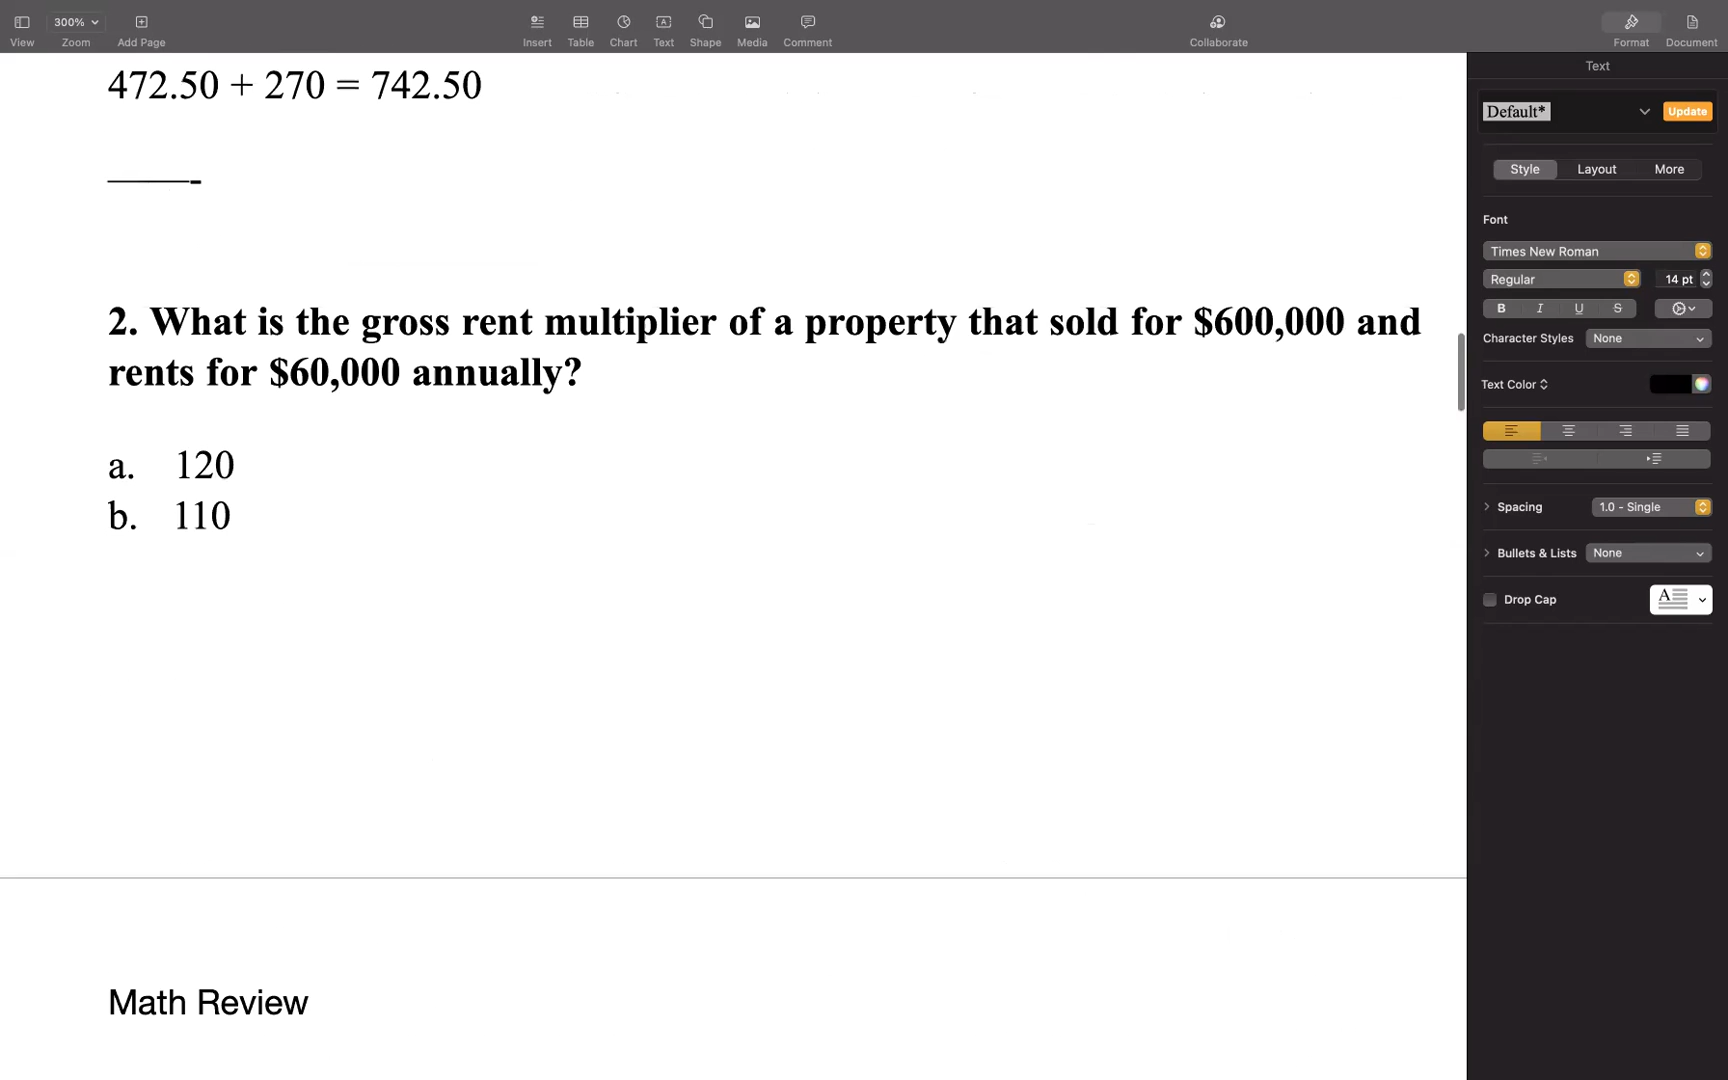 300%
View
Zoom
Add Page
Insert
Table
Chart
Text
Shape
Media
Comment
Collaborate
Format
Document
472.50 + 270 = 742.50
———-
2. What is the gross rent multiplier of a property that sold for $600,000 and
rents for $60,000 annually?
a. 120
b. 110
Math Review
Text
Default*
Update
Style
Layout
More
Font
Times New Roman
Regular
14 pt
B I U S
Character Styles
None
Text Color
Spacing
1.0 - Single
Bullets & Lists
None
Drop Cap
A